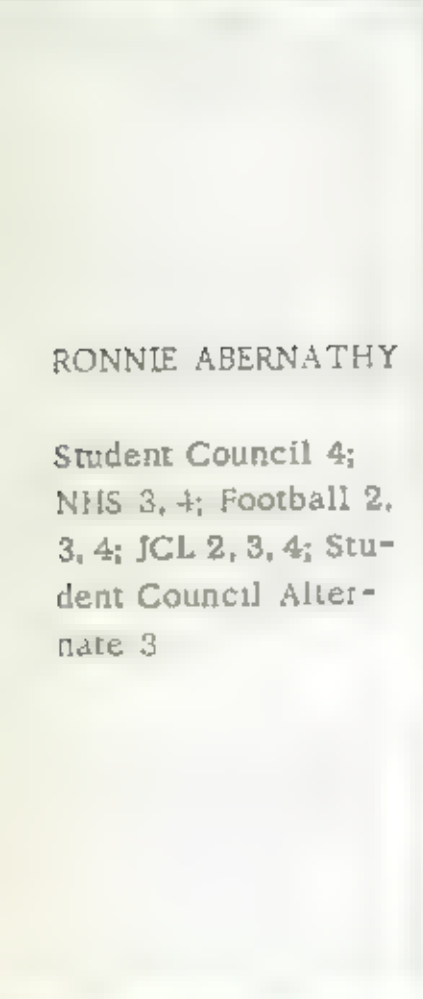 RONNIE ABERNATHY
Student Council 4;
NHS 3, 4; Football 2,
3, 4; JCL 2, 3, 4; Stu-
dent Council Alter-
nate 3